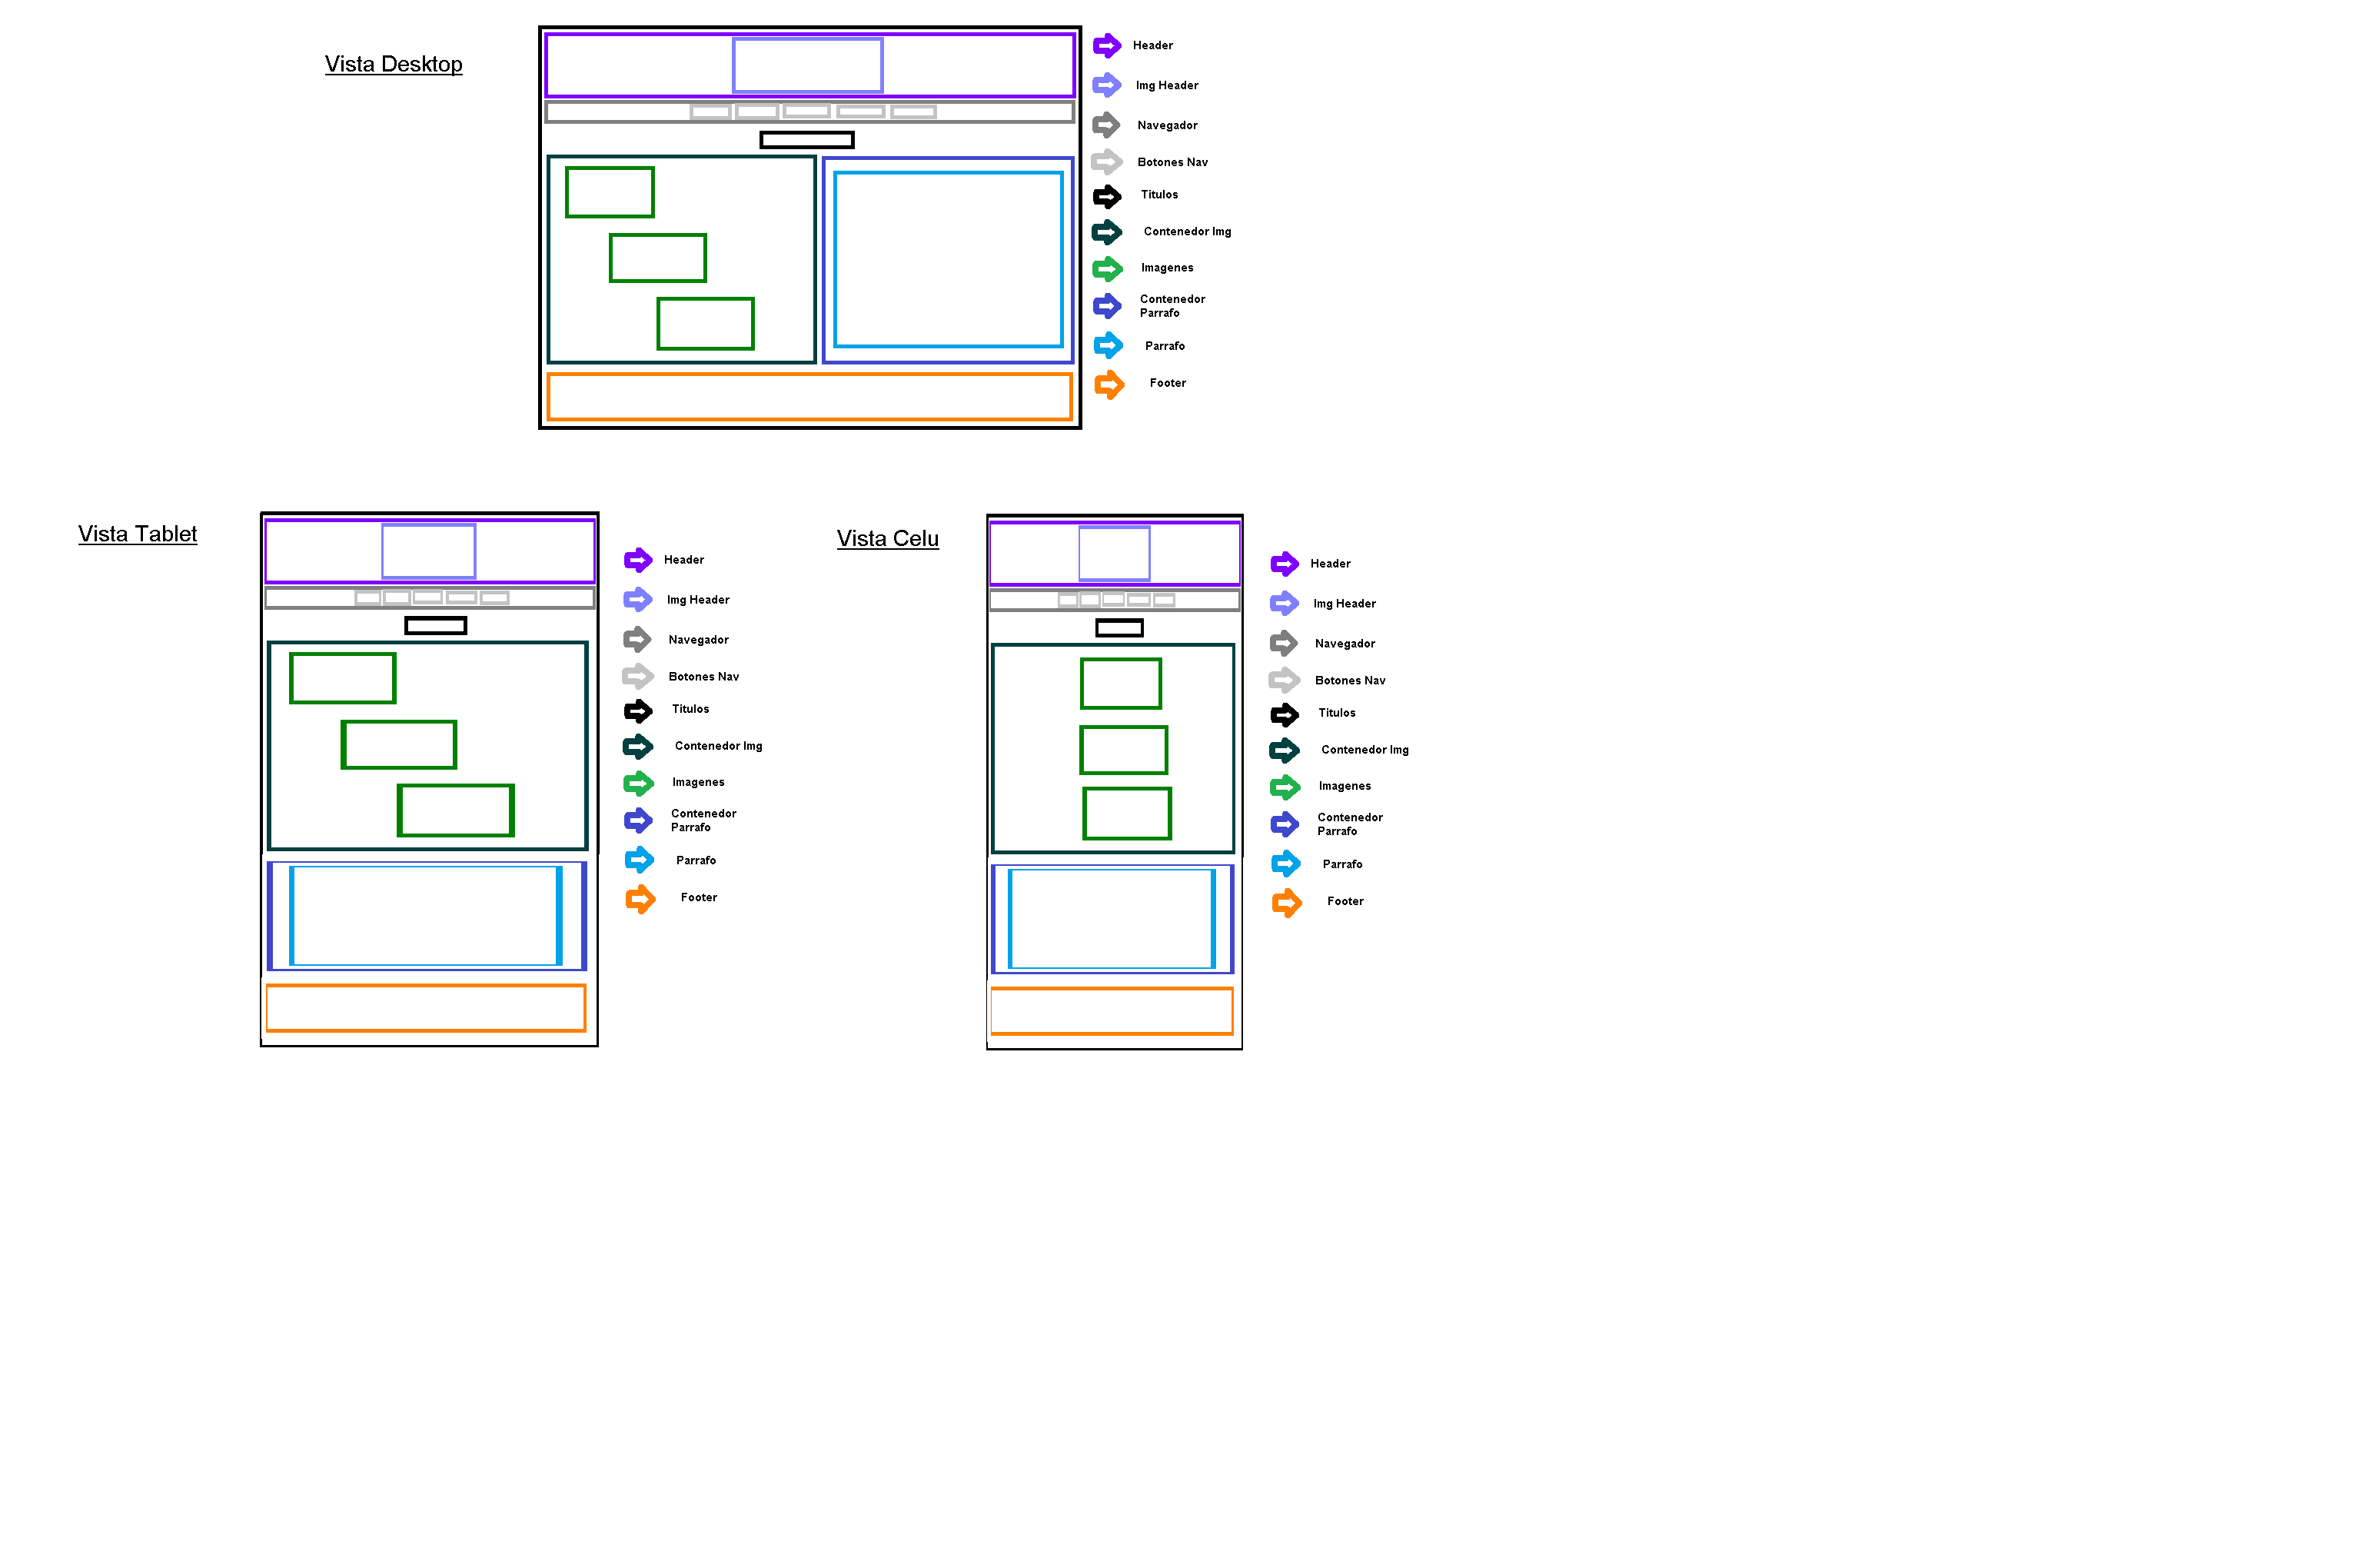 Vista Desktop
Header
Img Header
Navegador
Botones Nav
Titulos
Contenedor Img
Imagenes
Contenedor
Parrafo
Parrafo
Footer
Vista Tablet
Header
Img Header
Navegador
Botones Nav
Titulos
Contenedor Img
Imagenes
Contenedor
Parrafo
Parrafo
Footer
Vista Celu
Header
Img Header
Navegador
Botones Nav
Titulos
Contenedor Img
Imagenes
Contenedor
Parrafo
Parrafo
Footer